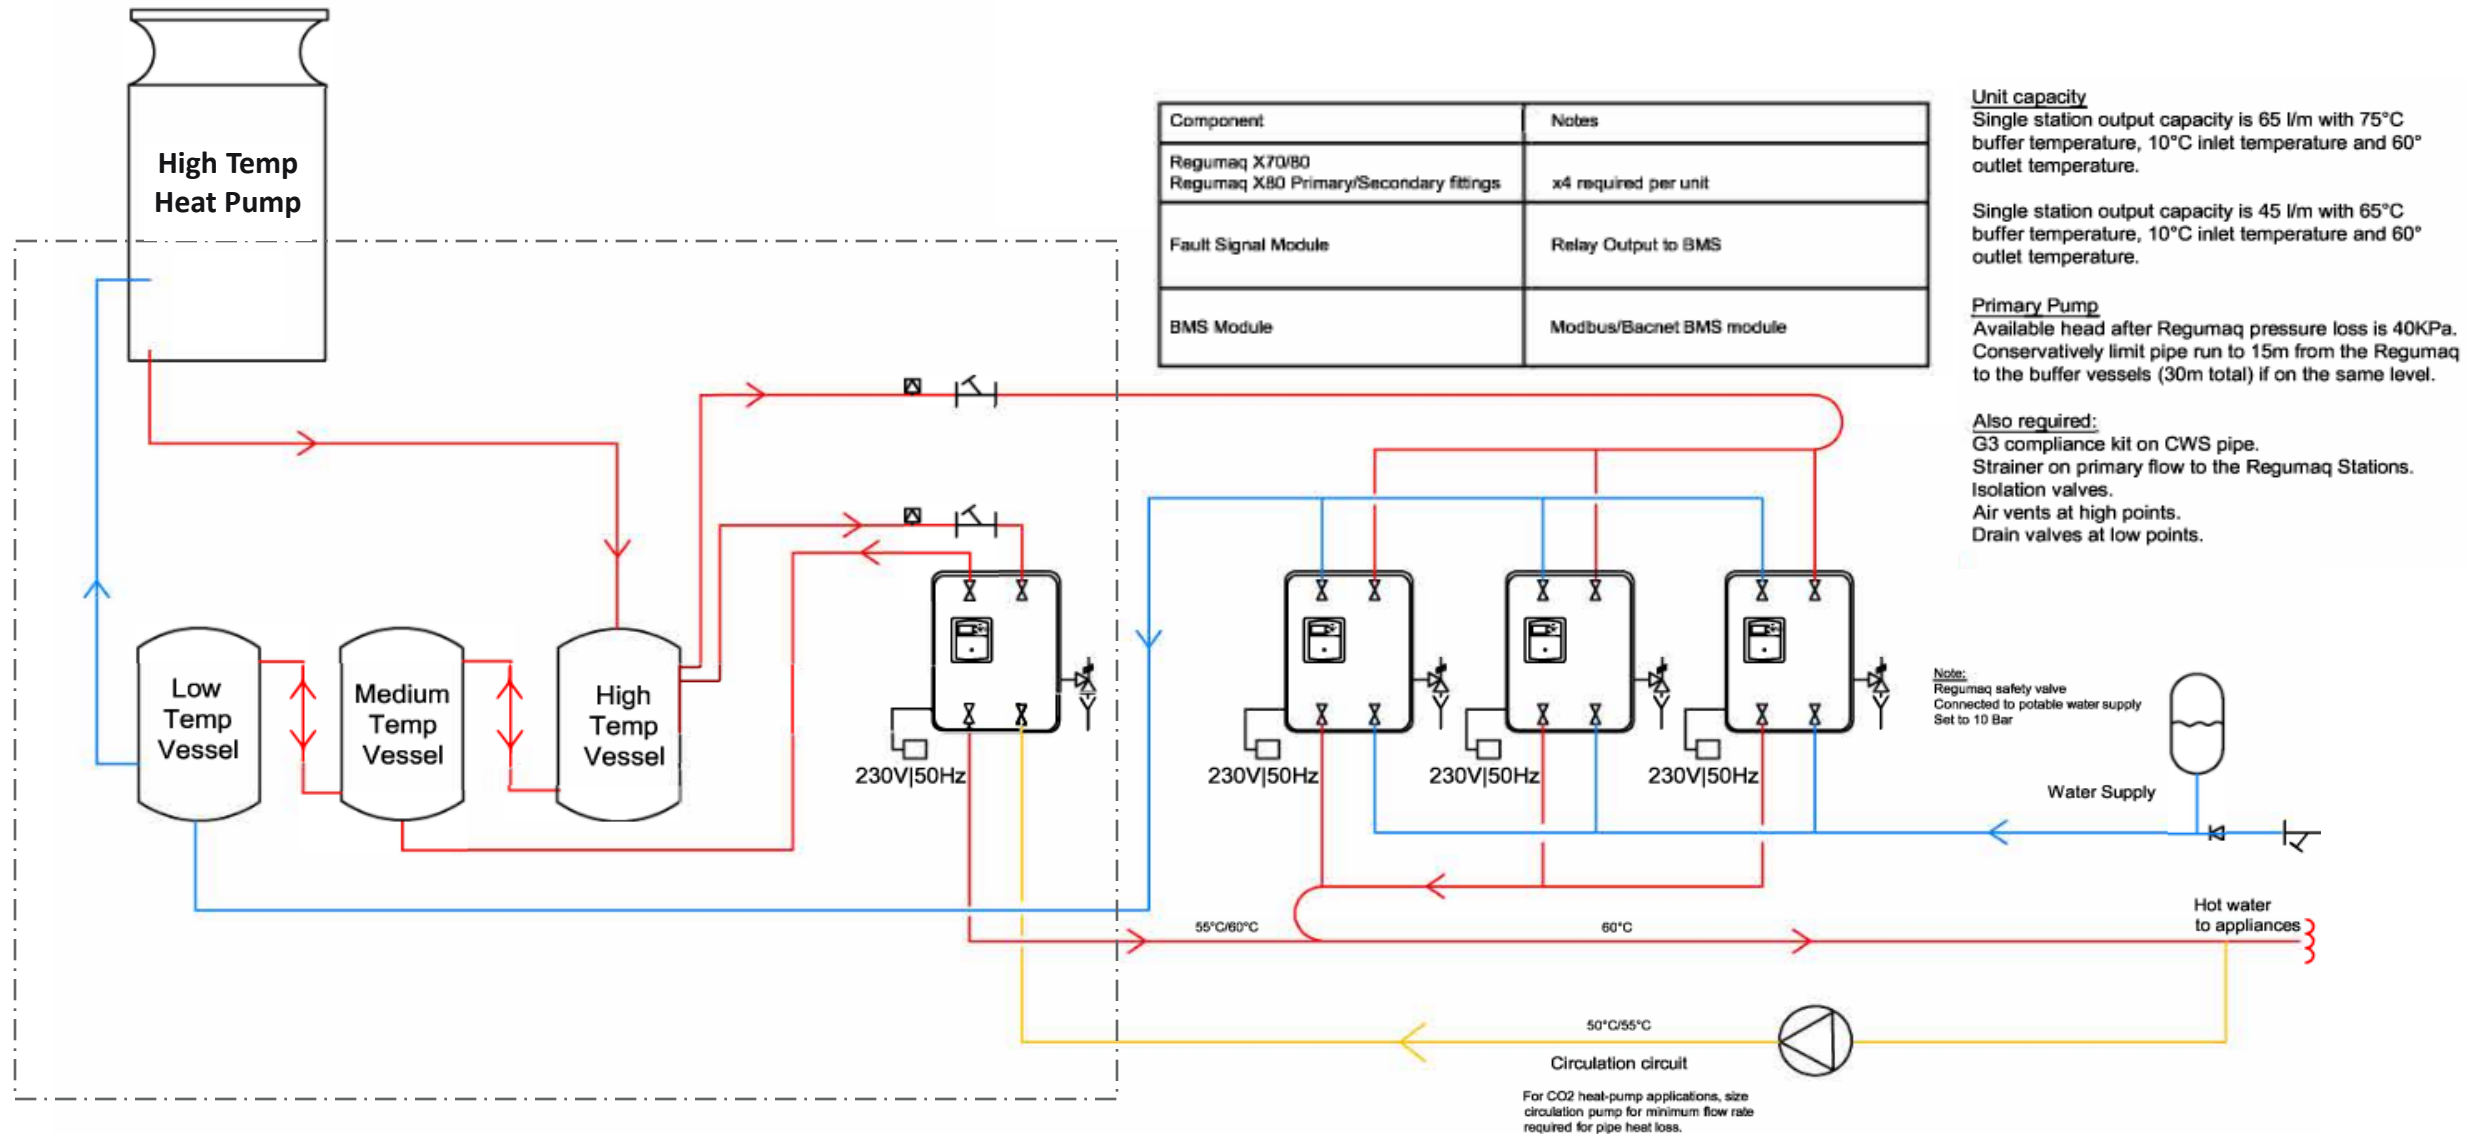 High Temp
Heat Pump
Component Notes
Regumaq X70/80
Regumaq X80 Primary/Secondary fittings x4 required per unit
Fault Signal Module Relay Output to BMS
BMS Module Modbus/Bacnet BMS module
Unit capacity
Single station output capacity is 65 l/m with 75°C
buffer temperature, 10°C inlet temperature and 60°
outlet temperature.
Single station output capacity is 45 l/m with 65°C
buffer temperature, 10°C inlet temperature and 60°
outlet temperature.
Primary Pump
Available head after Regumaq pressure loss is 40KPa.
Conservatively limit pipe run to 15m from the Regumaq
to the buffer vessels (30m total) if on the same level.
Also required:
G3 compliance kit on CWS pipe.
Strainer on primary flow to the Regumaq Stations.
Isolation valves.
Air vents at high points.
Drain valves at low points.
Low
Temp
Vessel
Medium
Temp
Vessel
High
Temp
Vessel
230V|50Hz
230V|50Hz
230V|50Hz
230V|50Hz
Note:
Regumaq safety valve
Connected to potable water supply
Set to 10 Bar
Water Supply
Hot water
to appliances
55°C/60°C
60°C
50°C/55°C
Circulation circuit
For CO2 heat-pump applications, size
circulation pump for minimum flow rate
required for pipe heat loss.